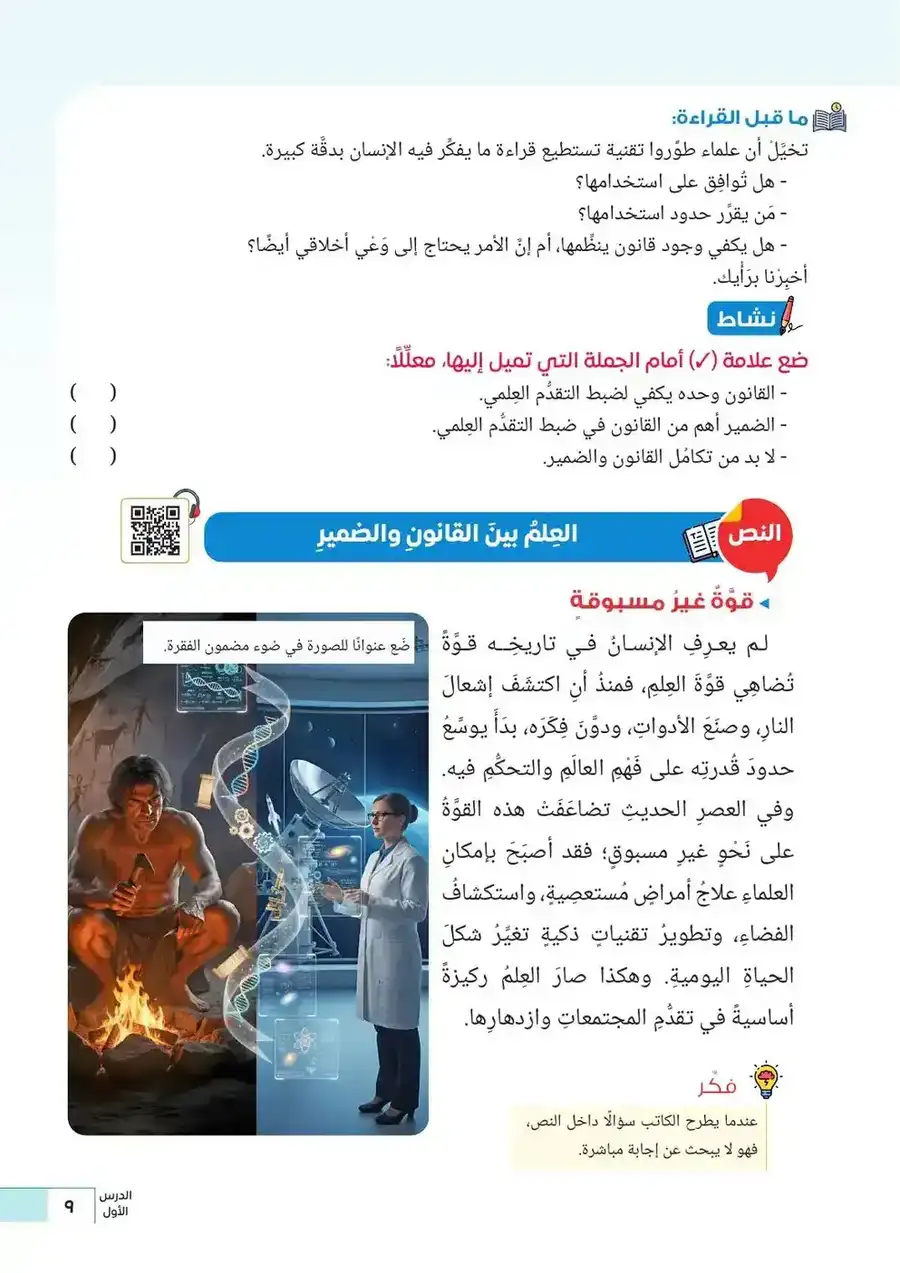 ما قبل القراءة:
تخيَّلْ أن علماء طوَّروا تقنية تستطيع قراءة ما يفكِّر فيه الإنسان بدقَّة كبيرة.
- هل تُوافِق على استخدامها؟
- مَن يقرِّر حدود استخدامها؟
- هل يكفي وجود قانون ينظِّمها، أم إنَّ الأمر يحتاج إلى وَعْي أخلاقي أيضًا؟
أخبِرْنا برَأْيك.
نشاط
ضع علامة (✓) أمام الجملة التي تميل إليها، معلِّلًا:
- القانون وحده يكفي لضبط التقدُّم العِلمي. ( )
- الضمير أهم من القانون في ضبط التقدُّم العِلمي. ( )
- لا بد من تكامُل القانون والضمير. ( )
النص
العِلمُ بينَ القانونِ والضميرِ
قوَّةٌ غيرُ مسبوقةٍ
لم يعرِفِ الإنسانُ في تاريخِه قوَّةً
تُضاهِي قوَّةَ العِلمِ، فمنذُ أنِ اكتشَفَ إشعالَ
النارِ، وصنَعَ الأدواتِ، ودوَّنَ فِكَرَه، بدَأَ يوسِّعُ
حدودَ قُدرتِه على فَهْمِ العالَمِ والتحكُّمِ فيه.
وفي العصرِ الحديثِ تضاعَفَتْ هذه القوَّةُ
على نَحْوٍ غيرِ مسبوقٍ؛ فقد أصبَحَ بإمكانِ
العلماءِ علاجُ أمراضٍ مُستعصِيةٍ، واستكشافُ
الفضاءِ، وتطويرُ تقنياتٍ ذكيةٍ تغيِّرُ شكلَ
الحياةِ اليوميةِ. وهكذا صارَ العِلمُ ركيزةً
أساسيةً في تقدُّمِ المجتمعاتِ وازدهارِها.
ضَع عنوانًا للصورة في ضوء مضمون الفقرة.
فكِّر
عندما يطرح الكاتب سؤالًا داخل النص،
فهو لا يبحث عن إجابة مباشرة.
الدرس
الأول
٩